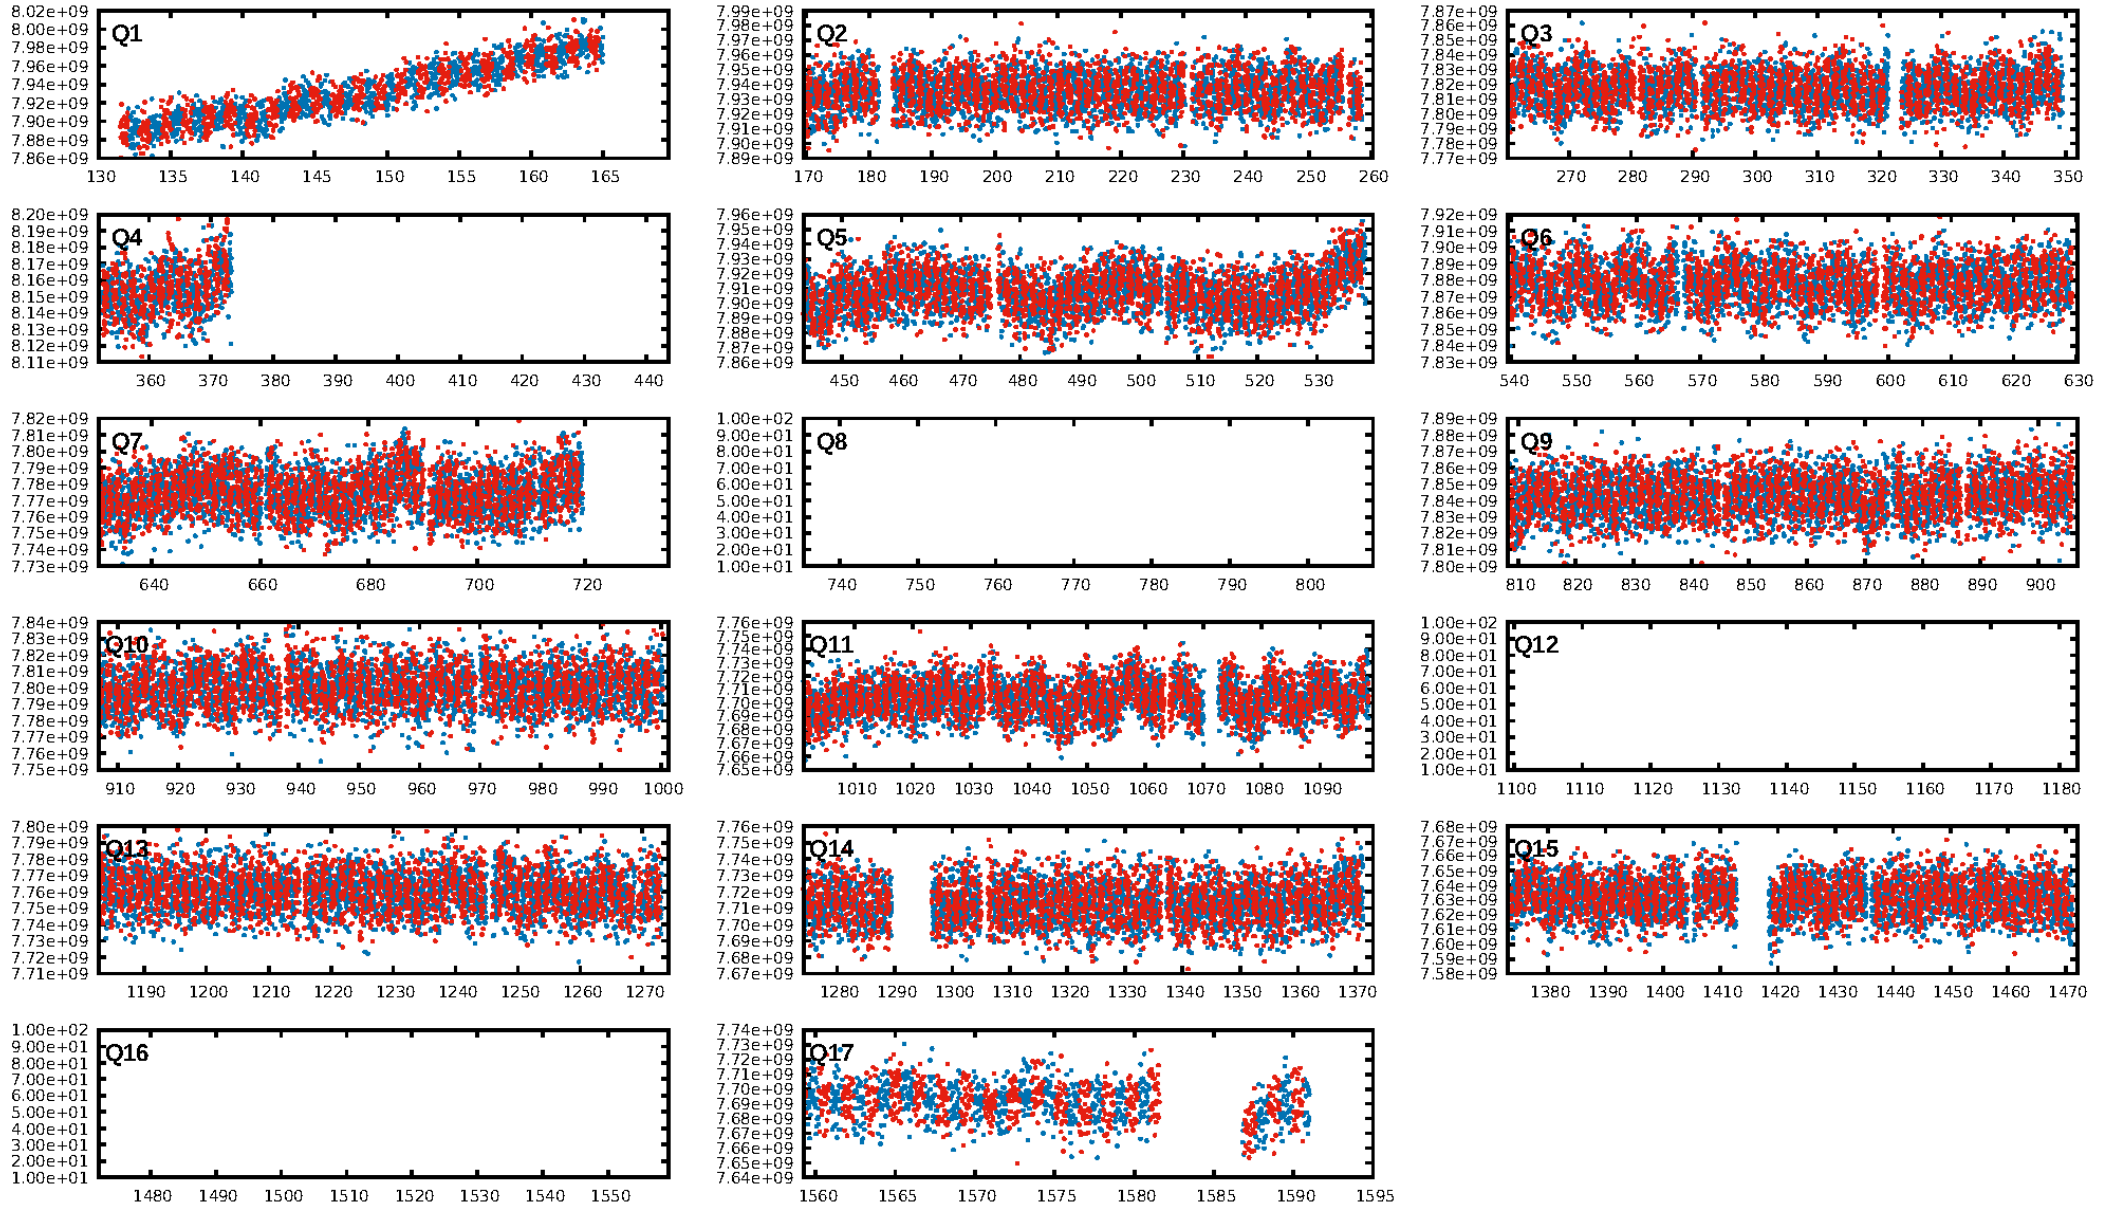 Q1
8.02e+09
8.00e+09
7.98e+09
7.96e+09
7.94e+09
7.92e+09
7.90e+09
7.88e+09
7.86e+09
130 135 140 145 150 155 160 165
Q2
7.99e+09
7.98e+09
7.97e+09
7.96e+09
7.95e+09
7.94e+09
7.93e+09
7.92e+09
7.91e+09
7.90e+09
7.89e+09
170 180 190 200 210 220 230 240 250 260
Q3
7.87e+09
7.86e+09
7.85e+09
7.84e+09
7.83e+09
7.82e+09
7.81e+09
7.80e+09
7.79e+09
7.78e+09
7.77e+09
270 280 290 300 310 320 330 340 350
Q4
8.20e+09
8.19e+09
8.18e+09
8.17e+09
8.16e+09
8.15e+09
8.14e+09
8.13e+09
8.12e+09
8.11e+09
360 370 380 390 400 410 420 430 440
Q5
7.96e+09
7.95e+09
7.94e+09
7.93e+09
7.92e+09
7.91e+09
7.90e+09
7.89e+09
7.88e+09
7.87e+09
7.86e+09
450 460 470 480 490 500 510 520 530
Q6
7.92e+09
7.91e+09
7.90e+09
7.89e+09
7.88e+09
7.87e+09
7.86e+09
7.85e+09
7.84e+09
7.83e+09
540 550 560 570 580 590 600 610 620 630
Q7
7.82e+09
7.81e+09
7.80e+09
7.79e+09
7.78e+09
7.77e+09
7.76e+09
7.75e+09
7.74e+09
7.73e+09
640 660 680 700 720
Q8
1.00e+02
9.00e+01
8.00e+01
7.00e+01
6.00e+01
5.00e+01
4.00e+01
3.00e+01
2.00e+01
1.00e+01
740 750 760 770 780 790 800
Q9
7.89e+09
7.88e+09
7.87e+09
7.86e+09
7.85e+09
7.84e+09
7.83e+09
7.82e+09
7.81e+09
7.80e+09
810 820 830 840 850 860 870 880 890 900
Q10
7.84e+09
7.83e+09
7.82e+09
7.81e+09
7.80e+09
7.79e+09
7.78e+09
7.77e+09
7.76e+09
7.75e+09
910 920 930 940 950 960 970 980 990 1000
Q11
7.76e+09
7.75e+09
7.74e+09
7.73e+09
7.72e+09
7.71e+09
7.70e+09
7.69e+09
7.68e+09
7.67e+09
7.66e+09
7.65e+09
1010 1020 1030 1040 1050 1060 1070 1080 1090
Q12
1.00e+02
9.00e+01
8.00e+01
7.00e+01
6.00e+01
5.00e+01
4.00e+01
3.00e+01
2.00e+01
1.00e+01
1100 1110 1120 1130 1140 1150 1160 1170 1180
Q13
7.80e+09
7.79e+09
7.78e+09
7.77e+09
7.76e+09
7.75e+09
7.74e+09
7.73e+09
7.72e+09
7.71e+09
1190 1200 1210 1220 1230 1240 1250 1260 1270
Q14
7.76e+09
7.75e+09
7.74e+09
7.73e+09
7.72e+09
7.71e+09
7.70e+09
7.69e+09
7.68e+09
7.67e+09
1280 1290 1300 1310 1320 1330 1340 1350 1360 1370
Q15
7.68e+09
7.67e+09
7.66e+09
7.65e+09
7.64e+09
7.63e+09
7.62e+09
7.61e+09
7.60e+09
7.59e+09
7.58e+09
1380 1390 1400 1410 1420 1430 1440 1450 1460 1470
Q16
1.00e+02
9.00e+01
8.00e+01
7.00e+01
6.00e+01
5.00e+01
4.00e+01
3.00e+01
2.00e+01
1.00e+01
1480 1490 1500 1510 1520 1530 1540 1550
Q17
7.74e+09
7.73e+09
7.72e+09
7.71e+09
7.70e+09
7.69e+09
7.68e+09
7.67e+09
7.66e+09
7.65e+09
7.64e+09
1560 1565 1570 1575 1580 1585 1590 1595